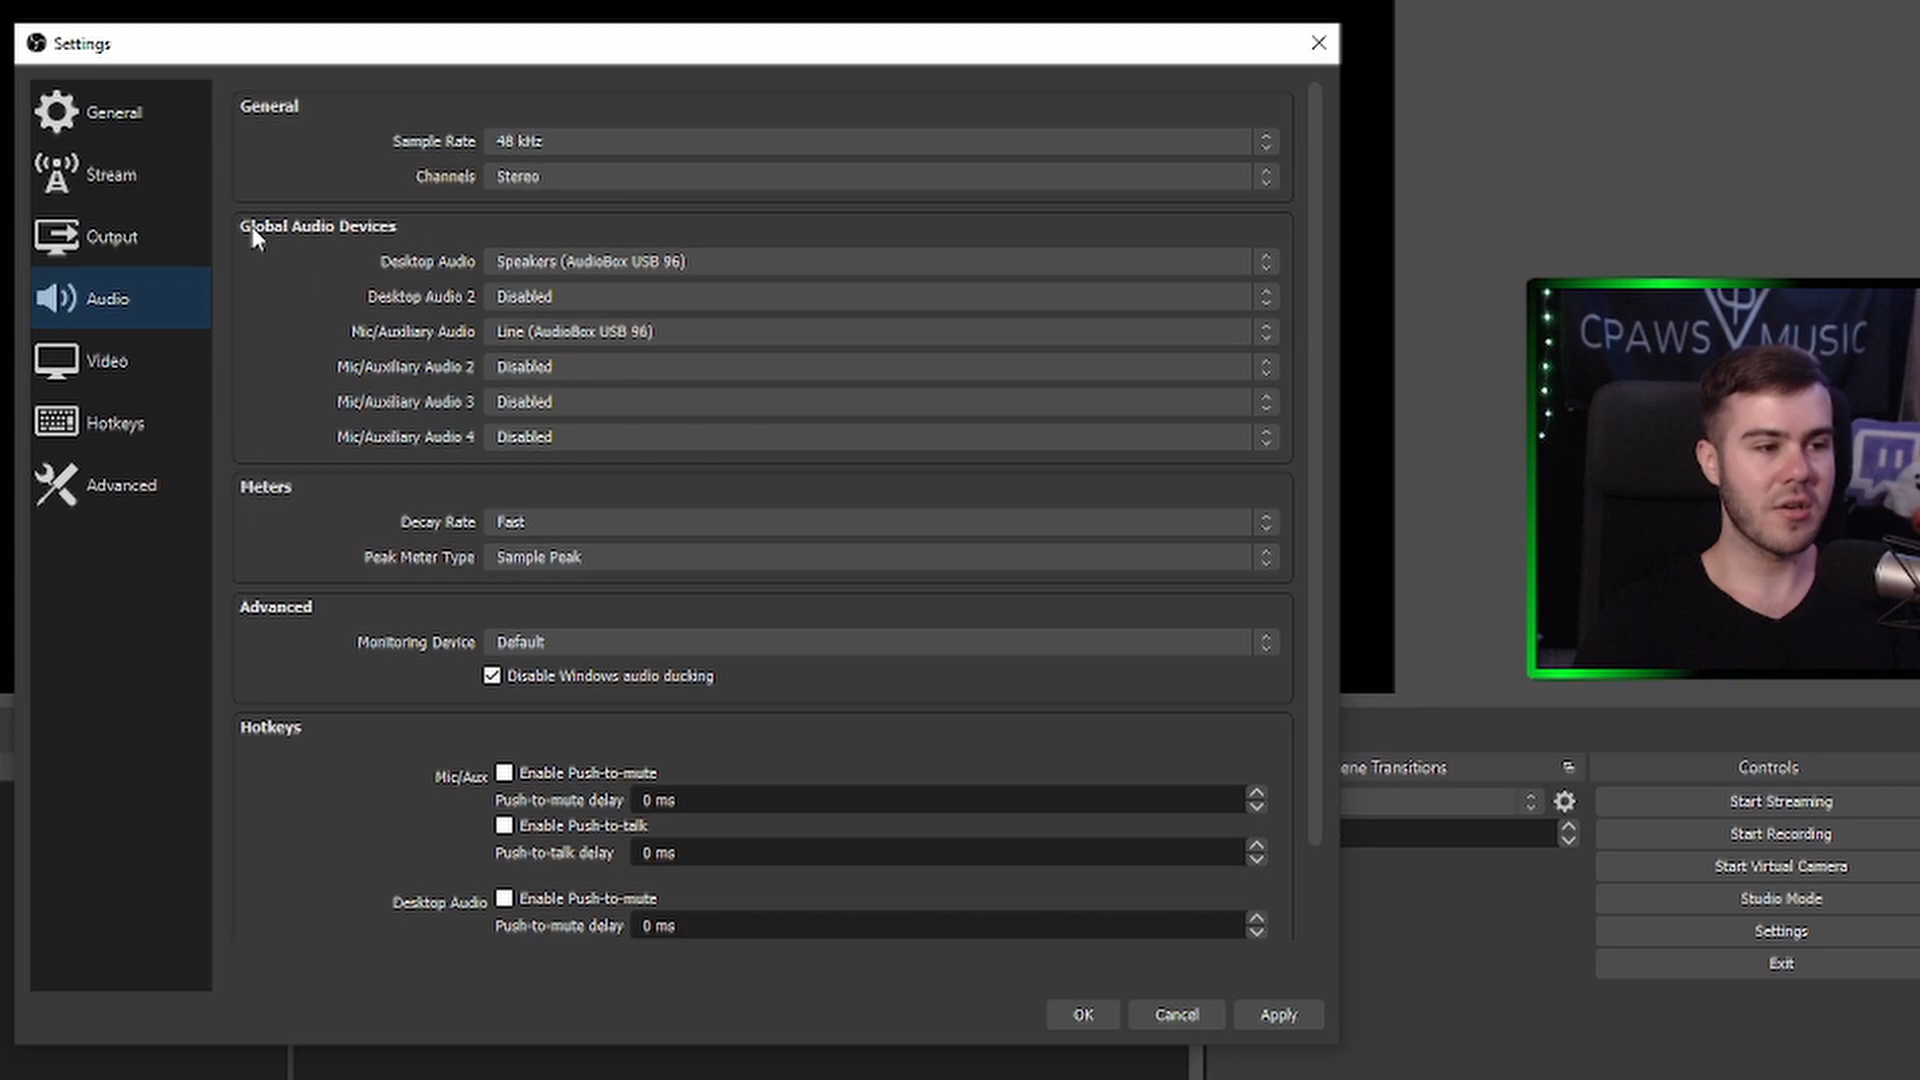 Settings
General
Stream
Output
Audio
Video
Hotkeys
Advanced
General
Sample Rate 48 kHz
Channels Stereo
Global Audio Devices
Desktop Audio Speakers (AudioBox USB 96)
Desktop Audio 2 Disabled
Mic/Auxiliary Audio Line (AudioBox USB 96)
Mic/Auxiliary Audio 2 Disabled
Mic/Auxiliary Audio 3 Disabled
Mic/Auxiliary Audio 4 Disabled
Meters
Decay Rate Fast
Peak Meter Type Sample Peak
Advanced
Monitoring Device Default
Disable Windows audio ducking
Hotkeys
Mic/Aux Enable Push-to-mute
Push-to-mute delay 0 ms
Enable Push-to-talk
Push-to-talk delay 0 ms
Desktop Audio Enable Push-to-mute
Push-to-mute delay 0 ms
OK Cancel Apply
CPAWS MUSIC
ene Transitions
Controls
Start Streaming
Start Recording
Start Virtual Camera
Studio Mode
Settings
Exit